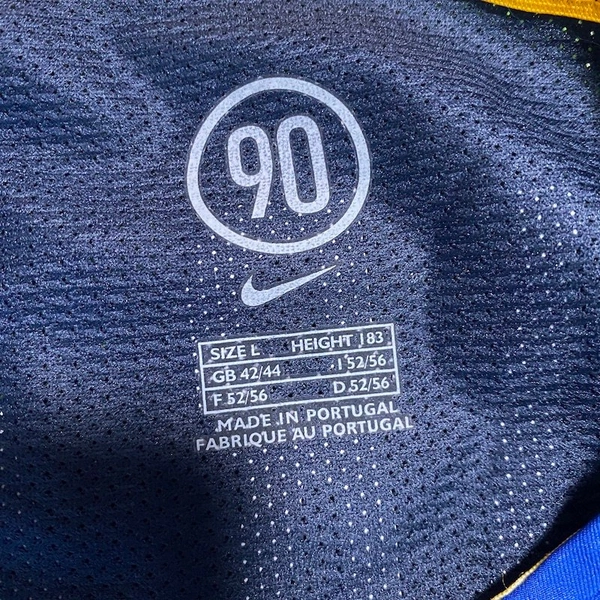 90
SIZE L HEIGHT 183
GB 42/44 I 52/56
F 52/56 D 52/56
MADE IN PORTUGAL
FABRIQUE AU PORTUGAL